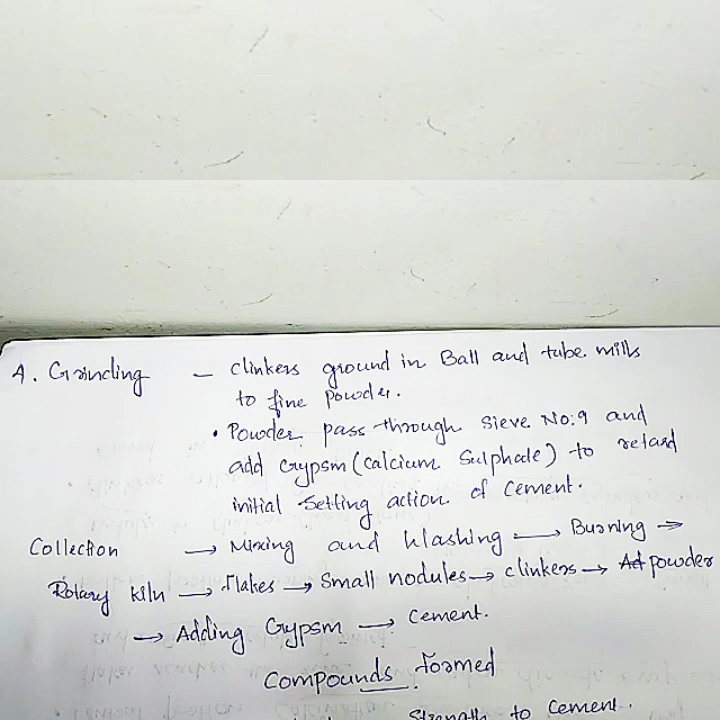 4. Grinding – clinkers ground in Ball and tube mills
to fine powder.
• Powder pass through sieve No:9 and
add Gypsm (calcium Sulphate) to retard
initial setting action of cement.
Collection → Mixing and Washing → Burning →
Rotary kiln → flakes → Small nodules → clinkers → powder
→ Adding Gypsm → cement.
Compounds formed
Strength to cement.